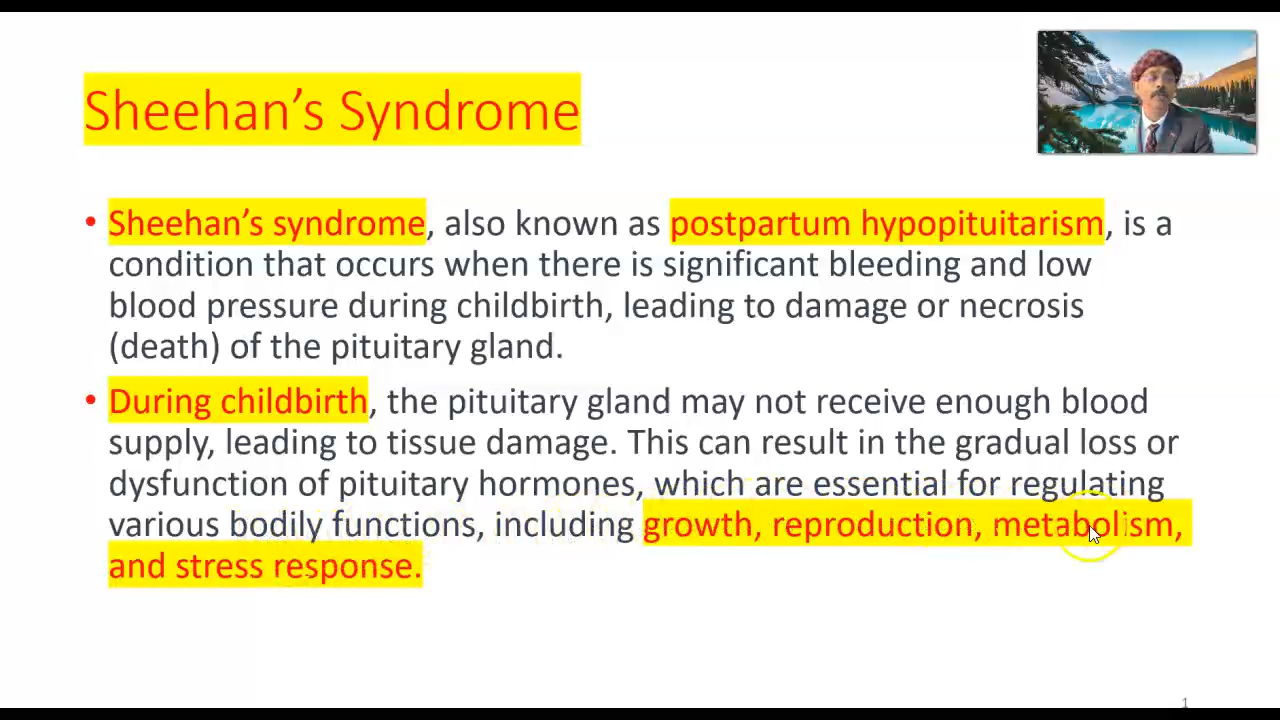 Sheehan’s Syndrome
• Sheehan’s syndrome, also known as postpartum hypopituitarism, is a
condition that occurs when there is significant bleeding and low
blood pressure during childbirth, leading to damage or necrosis
(death) of the pituitary gland.
• During childbirth, the pituitary gland may not receive enough blood
supply, leading to tissue damage. This can result in the gradual loss or
dysfunction of pituitary hormones, which are essential for regulating
various bodily functions, including growth, reproduction, metabolism,
and stress response.
1